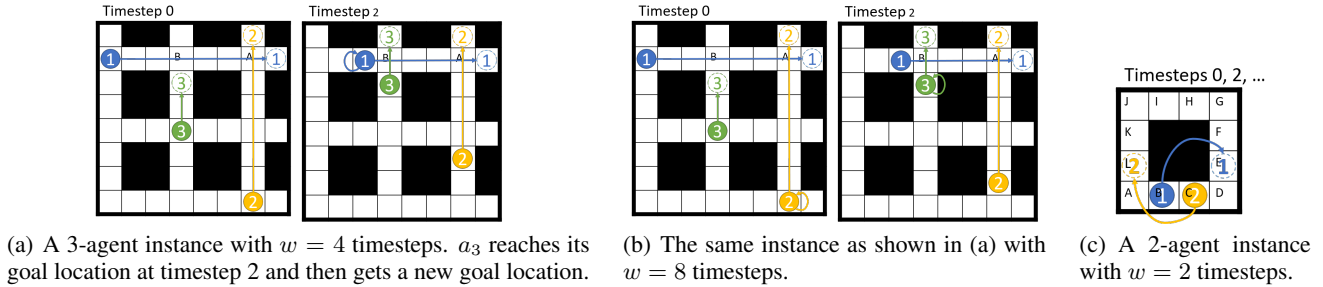 Timestep 0
1
B
A
2
1
3
3
2
Timestep 2
1
B
3
3
A
2
1
2
(a) A 3-agent instance with w = 4 timesteps. a3 reaches its
goal location at timestep 2 and then gets a new goal location.
Timestep 0
1
B
A
2
1
3
3
2
Timestep 2
1
B
3
3
A
2
1
2
(b) The same instance as shown in (a) with
w = 8 timesteps.
Timesteps 0, 2, ...
J I H G
K F
L 2 E 1
A B 1 C 2 D
(c) A 2-agent instance
with w = 2 timesteps.